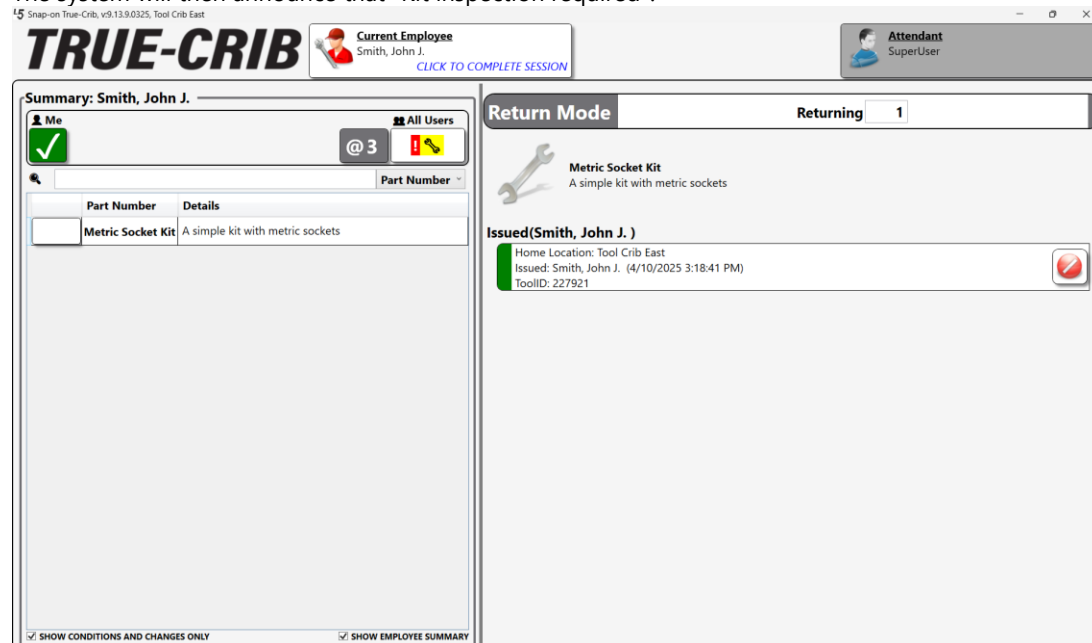 The system will then announce that "Kit inspection required".
Snap-on True-Crib, v:9.13.9.0325, Tool Crib East
TRUE-CRIB
Current Employee
Smith, John J.
CLICK TO COMPLETE SESSION
Attendant
SuperUser
Summary: Smith, John J.
Me
All Users
@ 3
Part Number
Part Number Details
Metric Socket Kit A simple kit with metric sockets
SHOW CONDITIONS AND CHANGES ONLY
SHOW EMPLOYEE SUMMARY
Return Mode
Returning 1
Metric Socket Kit
A simple kit with metric sockets
Issued(Smith, John J. )
Home Location: Tool Crib East
Issued: Smith, John J. (4/10/2025 3:18:41 PM)
ToolID: 227921